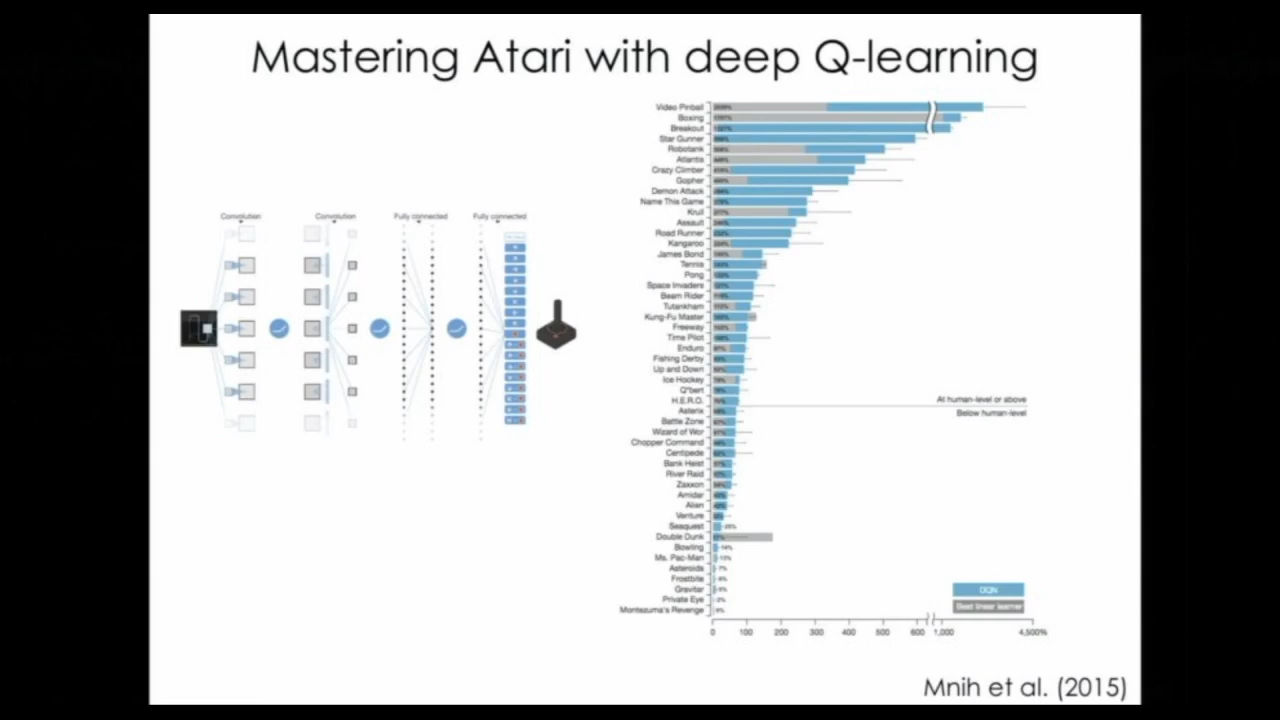 Mastering Atari with deep Q-learning
Convolution
Convolution
Fully connected
Fully connected
Video Pinball
Boxing
Breakout
Star Gunner
Robotank
Atlantis
Crazy Climber
Gopher
Demon Attack
Name This Game
Krull
Assault
Road Runner
Kangaroo
James Bond
Tennis
Pong
Space Invaders
Beam Rider
Tutankham
Kung-Fu Master
Freeway
Time Pilot
Enduro
Fishing Derby
Up and Down
Ice Hockey
Q*bert
H.E.R.O.
Asterix
Battle Zone
Wizard of Wor
Chopper Command
Centipede
Bank Heist
River Raid
Zaxxon
Amidar
Alien
Venture
Seaquest
Double Dunk
Bowling
Ms. Pac-Man
Asteroids
Frostbite
Gravitar
Private Eye
Montezuma's Revenge
At human-level or above
Below human-level
DQN
Best linear learner
0 100 200 300 400 500 600 1,000 4,500%
Mnih et al. (2015)